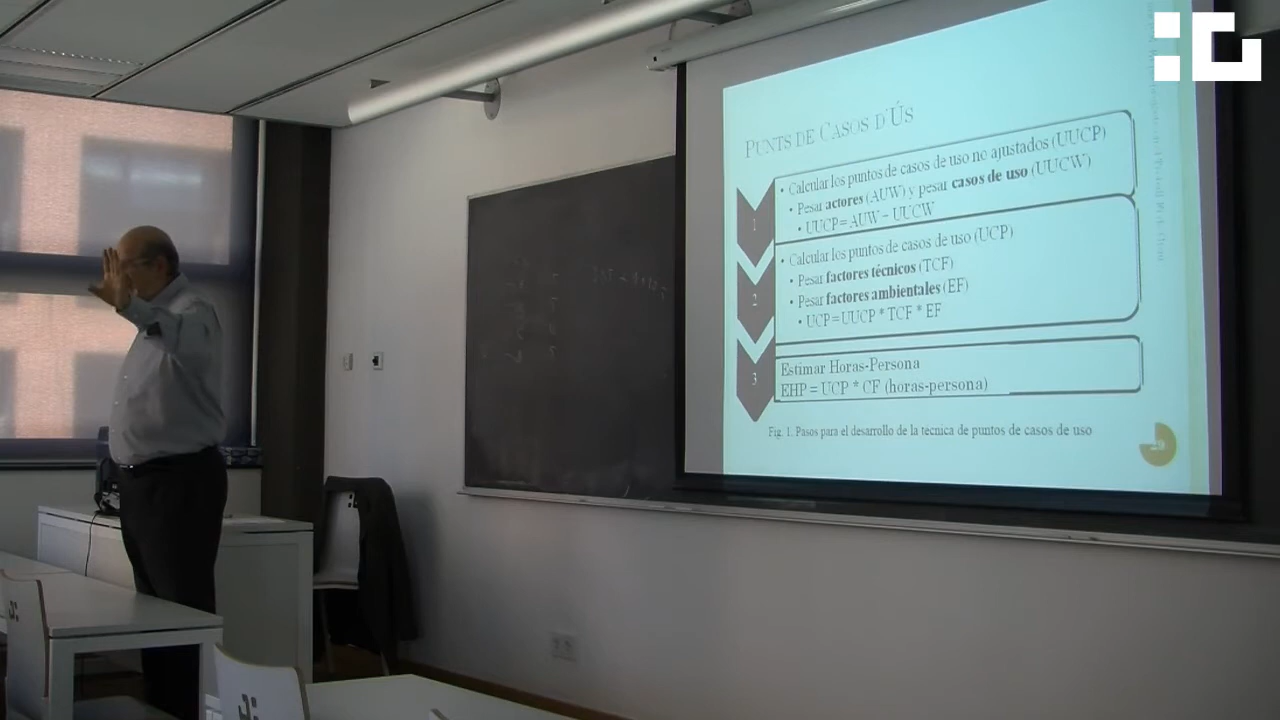 PUNTS DE CASOS D'ÚS
1
• Calcular los puntos de casos de uso no ajustados (UUCP)
• Pesar actores (AUW) y pesar casos de uso (UUCW)
• UUCP = AUW - UUCW
2
• Calcular los puntos de casos de uso (UCP)
• Pesar factores técnicos (TCF)
• Pesar factores ambientales (EF)
• UCP = UUCP * TCF * EF
3
Estimar Horas-Persona
EHP = UCP * CF (horas-persona)
Fig. 1. Pasos para el desarrollo de la técnica de puntos de casos de uso